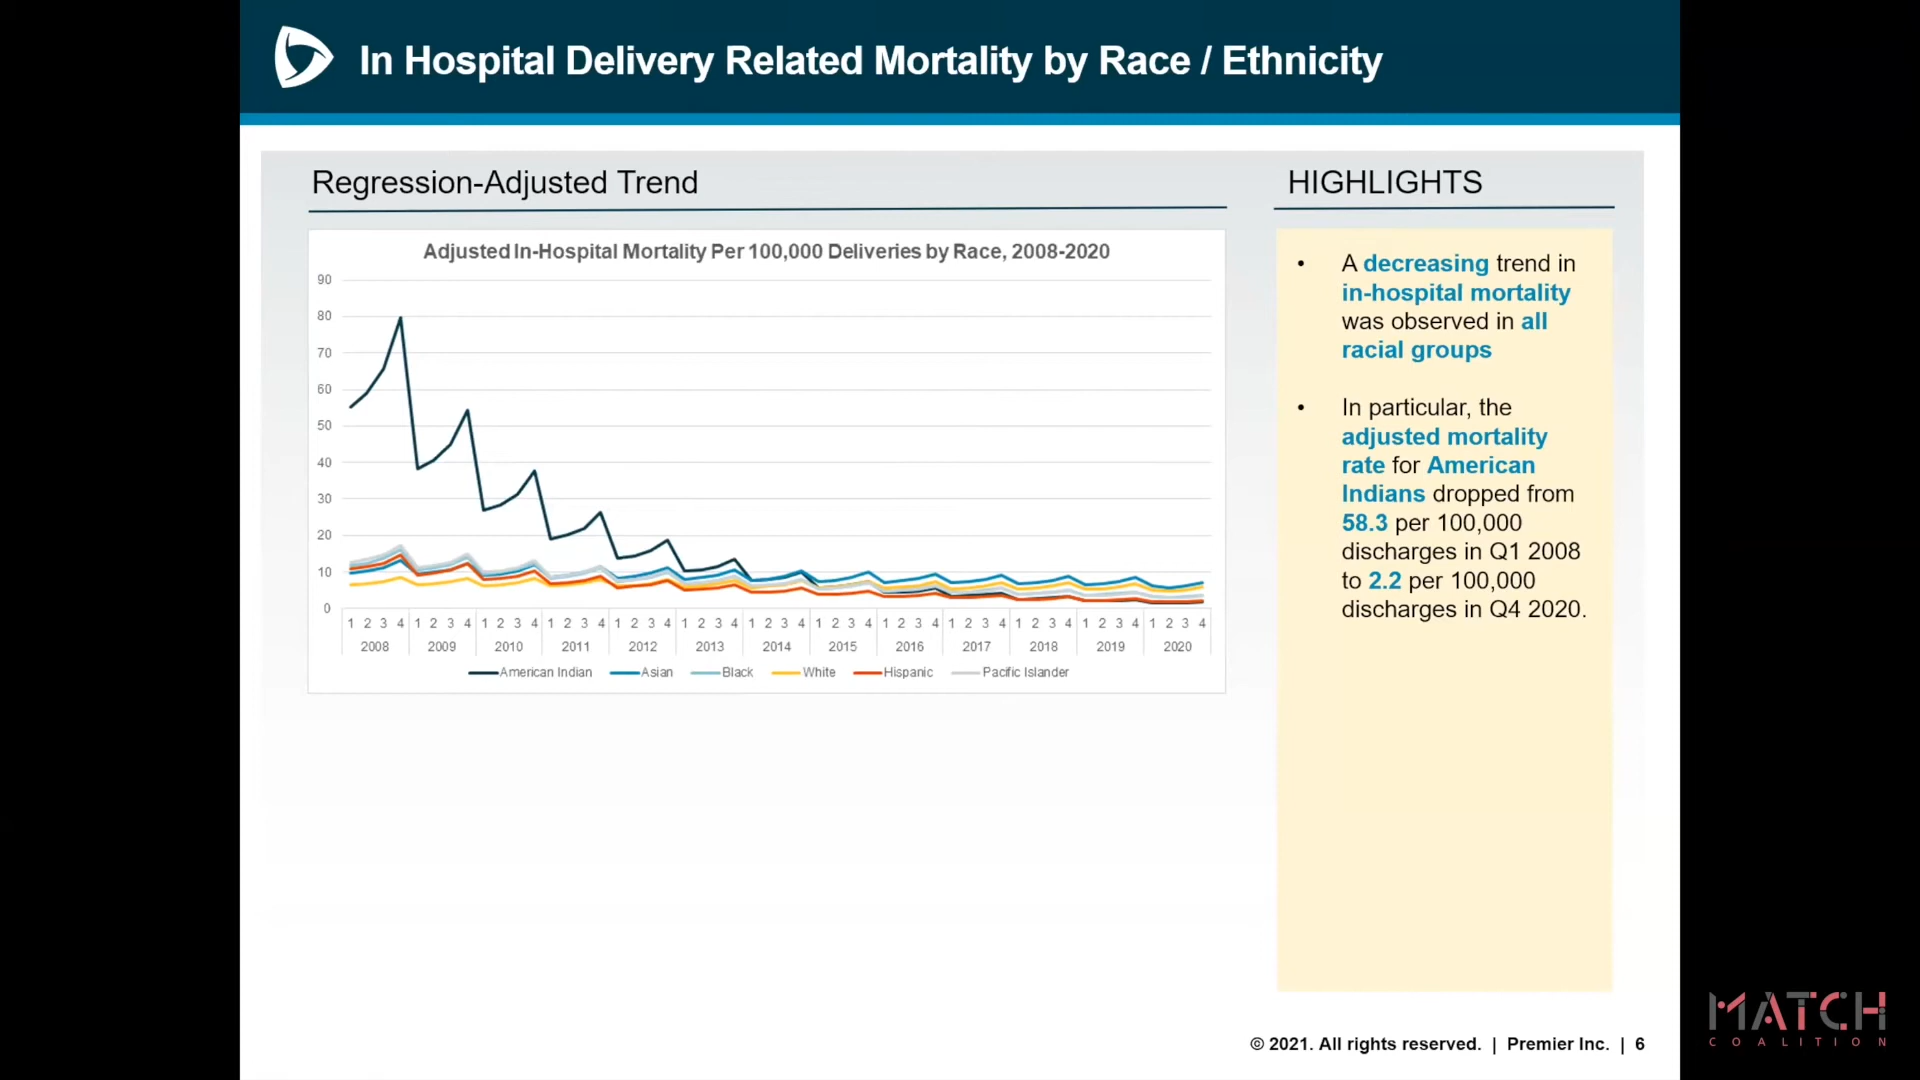 In Hospital Delivery Related Mortality by Race / Ethnicity
Regression-Adjusted Trend
Adjusted In-Hospital Mortality Per 100,000 Deliveries by Race, 2008-2020
90
80
70
60
50
40
30
20
10
0
1 2 3 4 1 2 3 4 1 2 3 4 1 2 3 4 1 2 3 4 1 2 3 4 1 2 3 4 1 2 3 4 1 2 3 4 1 2 3 4 1 2 3 4 1 2 3 4 1 2 3 4
2008 2009 2010 2011 2012 2013 2014 2015 2016 2017 2018 2019 2020
American Indian Asian Black White Hispanic Pacific Islander
HIGHLIGHTS
• A decreasing trend in
in-hospital mortality
was observed in all
racial groups
• In particular, the
adjusted mortality
rate for American
Indians dropped from
58.3 per 100,000
discharges in Q1 2008
to 2.2 per 100,000
discharges in Q4 2020.
© 2021. All rights reserved. | Premier Inc. | 6
MATCH
COALITION